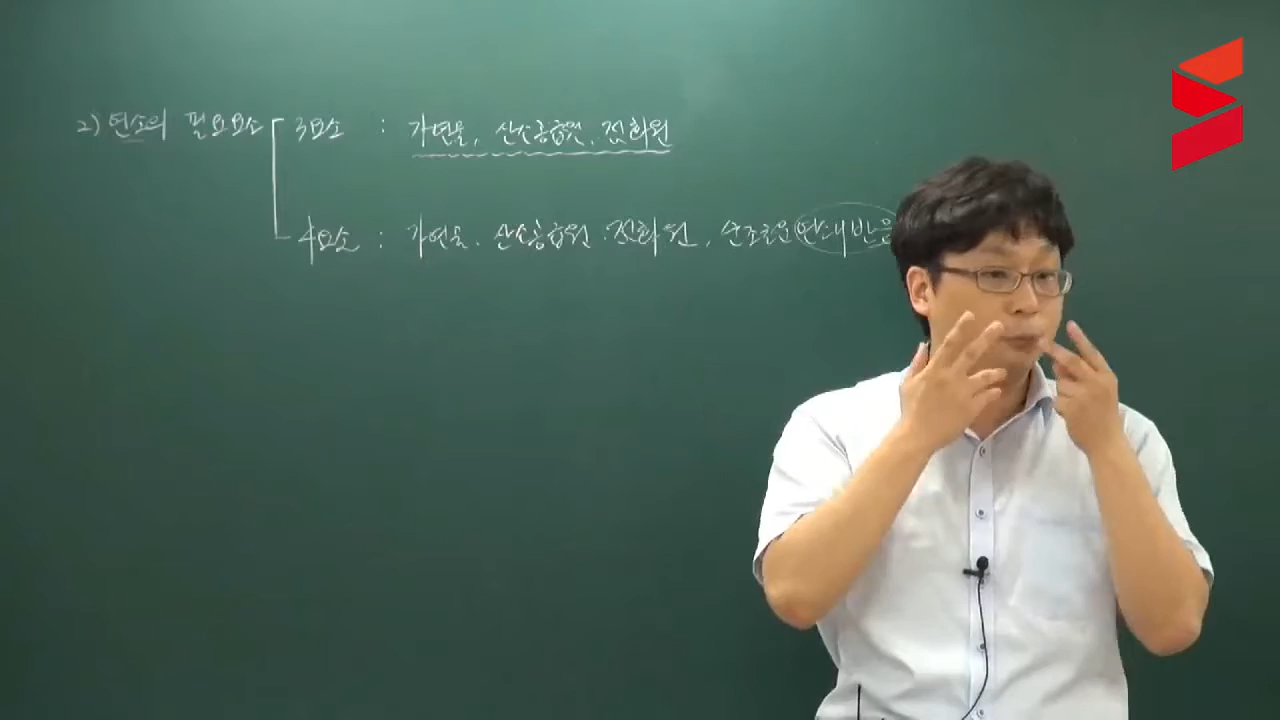 2) 연소의 필요요소 3요소 : 가연물, 산소공급원, 점화원
4요소 : 가연물, 산소공급원, 점화원, 순조로운 연쇄반응